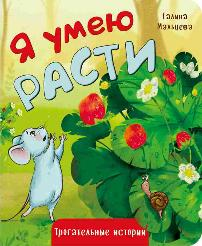 Галина
Мальцева
Я умею
РАСТИ
Трогательные истории